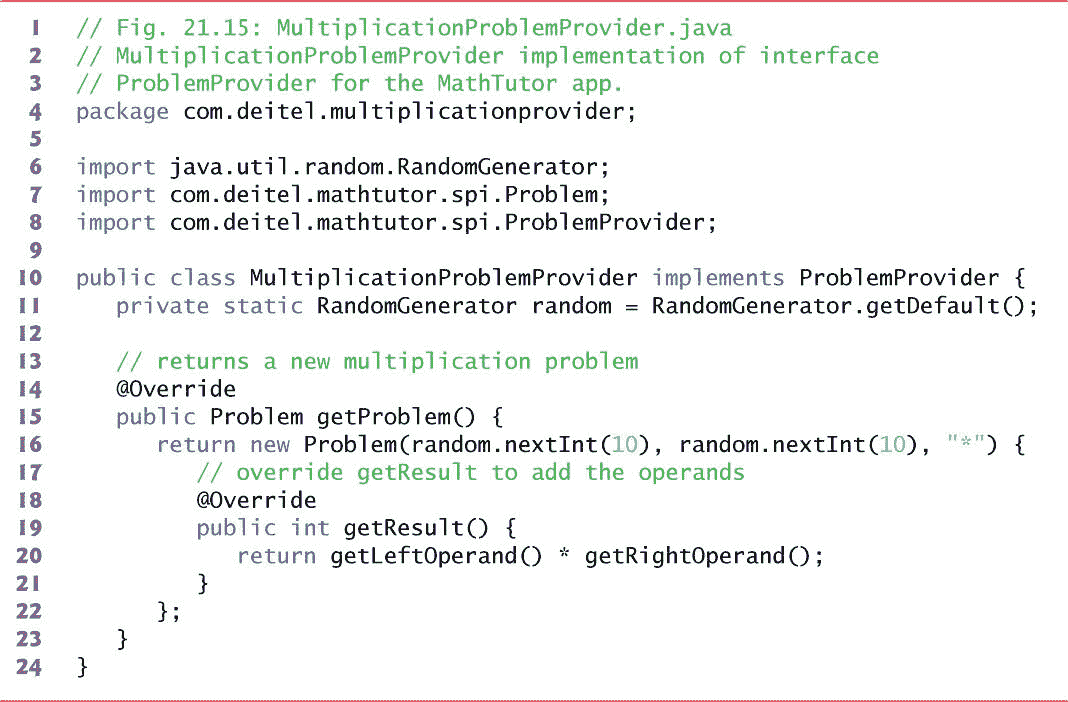 1 // Fig. 21.15: MultiplicationProblemProvider.java
2 // MultiplicationProblemProvider implementation of interface
3 // ProblemProvider for the MathTutor app.
4 package com.deitel.multiplicationprovider;
5
6 import java.util.random.RandomGenerator;
7 import com.deitel.mathtutor.spi.Problem;
8 import com.deitel.mathtutor.spi.ProblemProvider;
9
10 public class MultiplicationProblemProvider implements ProblemProvider {
11    private static RandomGenerator random = RandomGenerator.getDefault();
12
13    // returns a new multiplication problem
14    @Override
15    public Problem getProblem() {
16       return new Problem(random.nextInt(10), random.nextInt(10), "*") {
17          // override getResult to add the operands
18          @Override
19          public int getResult() {
20             return getLeftOperand() * getRightOperand();
21          }
22       };
23    }
24 }